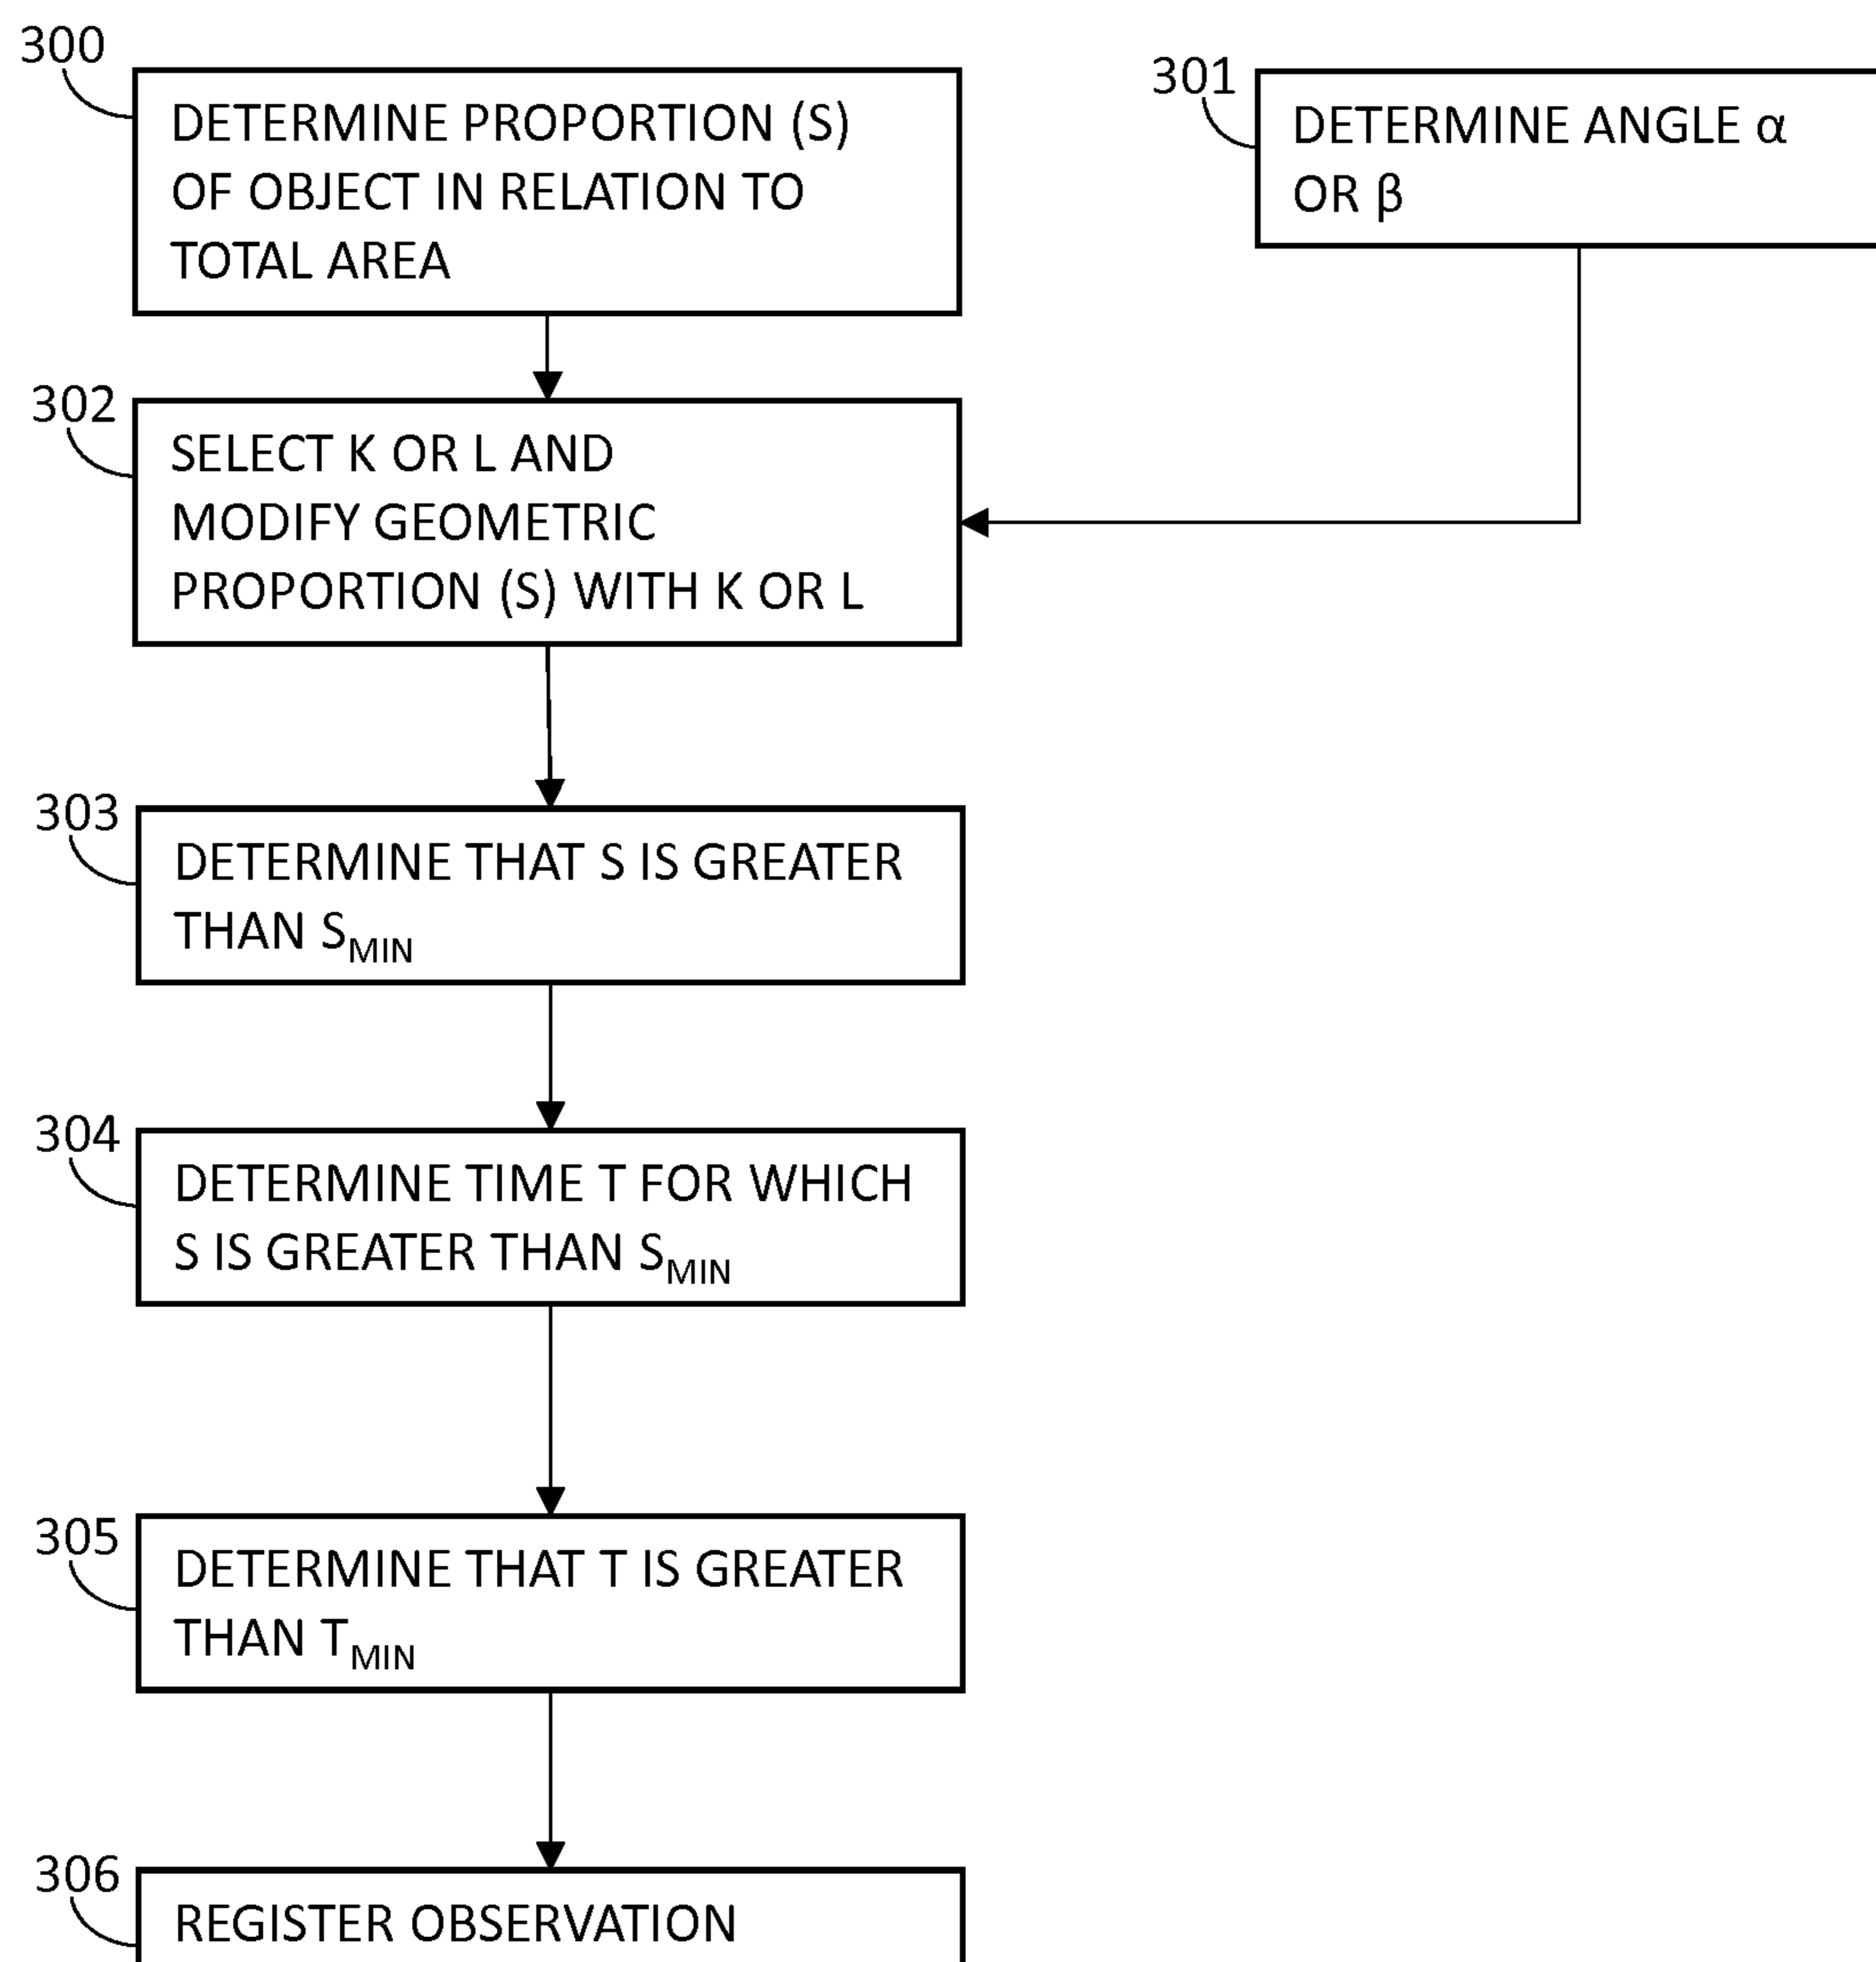 300
DETERMINE PROPORTION (S)
OF OBJECT IN RELATION TO
TOTAL AREA
301
DETERMINE ANGLE α
OR β
302
SELECT K OR L AND
MODIFY GEOMETRIC
PROPORTION (S) WITH K OR L
303
DETERMINE THAT S IS GREATER
THAN SMIN
304
DETERMINE TIME T FOR WHICH
S IS GREATER THAN SMIN
305
DETERMINE THAT T IS GREATER
THAN TMIN
306
REGISTER OBSERVATION